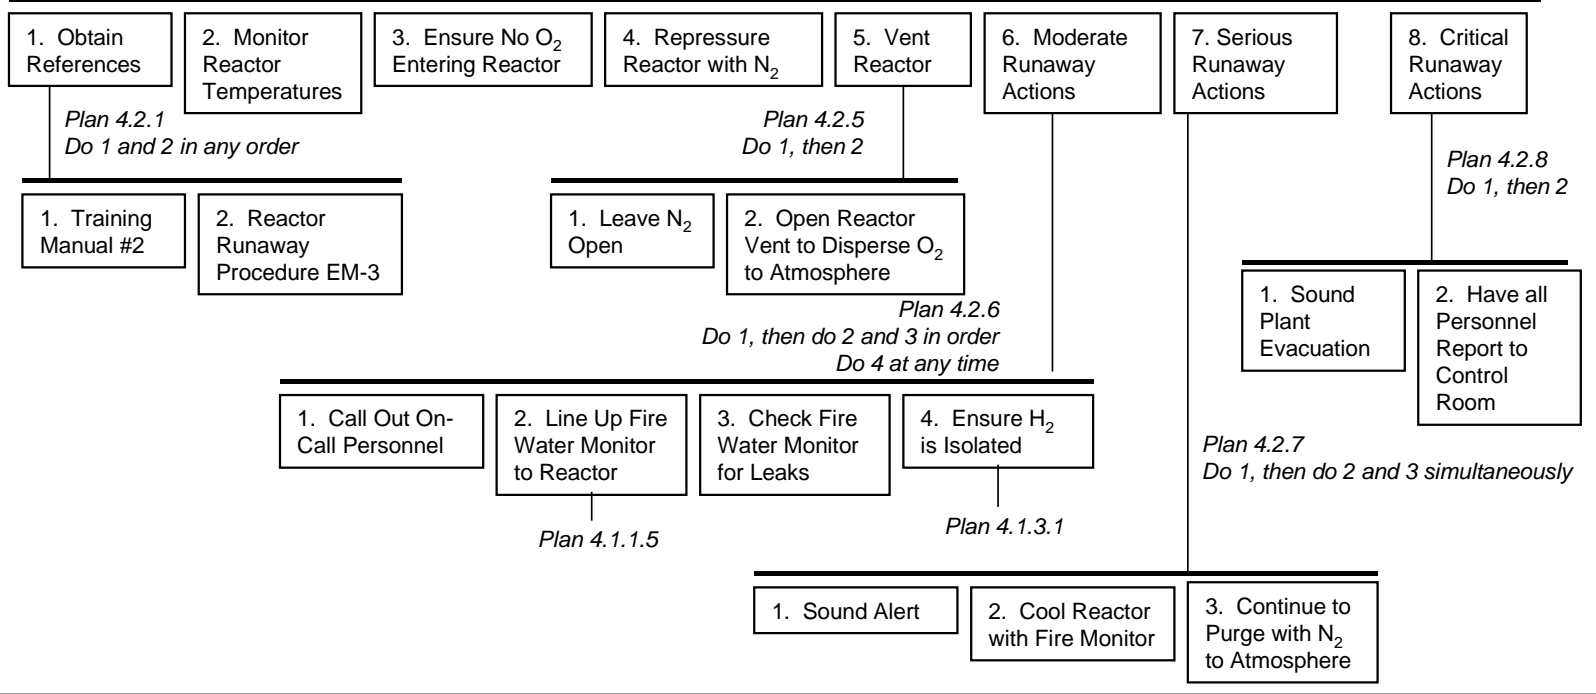 1. Obtain
References
2. Monitor
Reactor
Temperatures
3. Ensure No O2
Entering Reactor
4. Repressure
Reactor with N2
5. Vent
Reactor
6. Moderate
Runaway
Actions
7. Serious
Runaway
Actions
8. Critical
Runaway
Actions
Plan 4.2.1
Do 1 and 2 in any order
Plan 4.2.5
Do 1, then 2
Plan 4.2.8
Do 1, then 2
1. Training
Manual #2
2. Reactor
Runaway
Procedure EM-3
1. Leave N2
Open
2. Open Reactor
Vent to Disperse O2
to Atmosphere
1. Sound
Plant
Evacuation
2. Have all
Personnel
Report to
Control
Room
Plan 4.2.6
Do 1, then do 2 and 3 in order
Do 4 at any time
1. Call Out On-
Call Personnel
2. Line Up Fire
Water Monitor
to Reactor
3. Check Fire
Water Monitor
for Leaks
4. Ensure H2
is Isolated
Plan 4.2.7
Do 1, then do 2 and 3 simultaneously
Plan 4.1.1.5
Plan 4.1.3.1
1. Sound Alert
2. Cool Reactor
with Fire Monitor
3. Continue to
Purge with N2
to Atmosphere